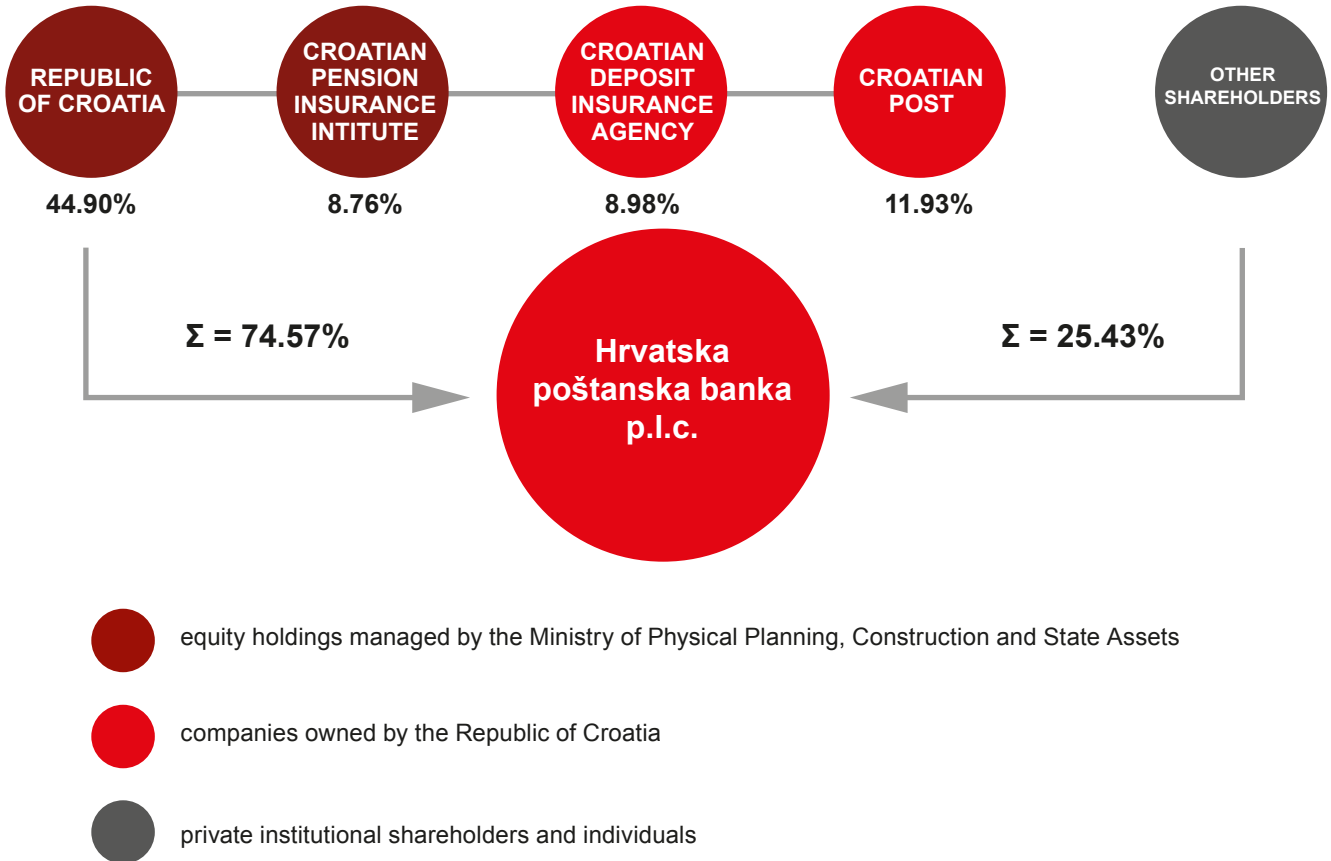 REPUBLIC
OF CROATIA
CROATIAN
PENSION
INSURANCE
INTITUTE
CROATIAN
DEPOSIT
INSURANCE
AGENCY
CROATIAN
POST
OTHER
SHAREHOLDERS
44.90%
8.76%
8.98%
11.93%
Σ = 74.57%
Σ = 25.43%
Hrvatska
poštanska banka
p.l.c.
equity holdings managed by the Ministry of Physical Planning, Construction and State Assets
companies owned by the Republic of Croatia
private institutional shareholders and individuals